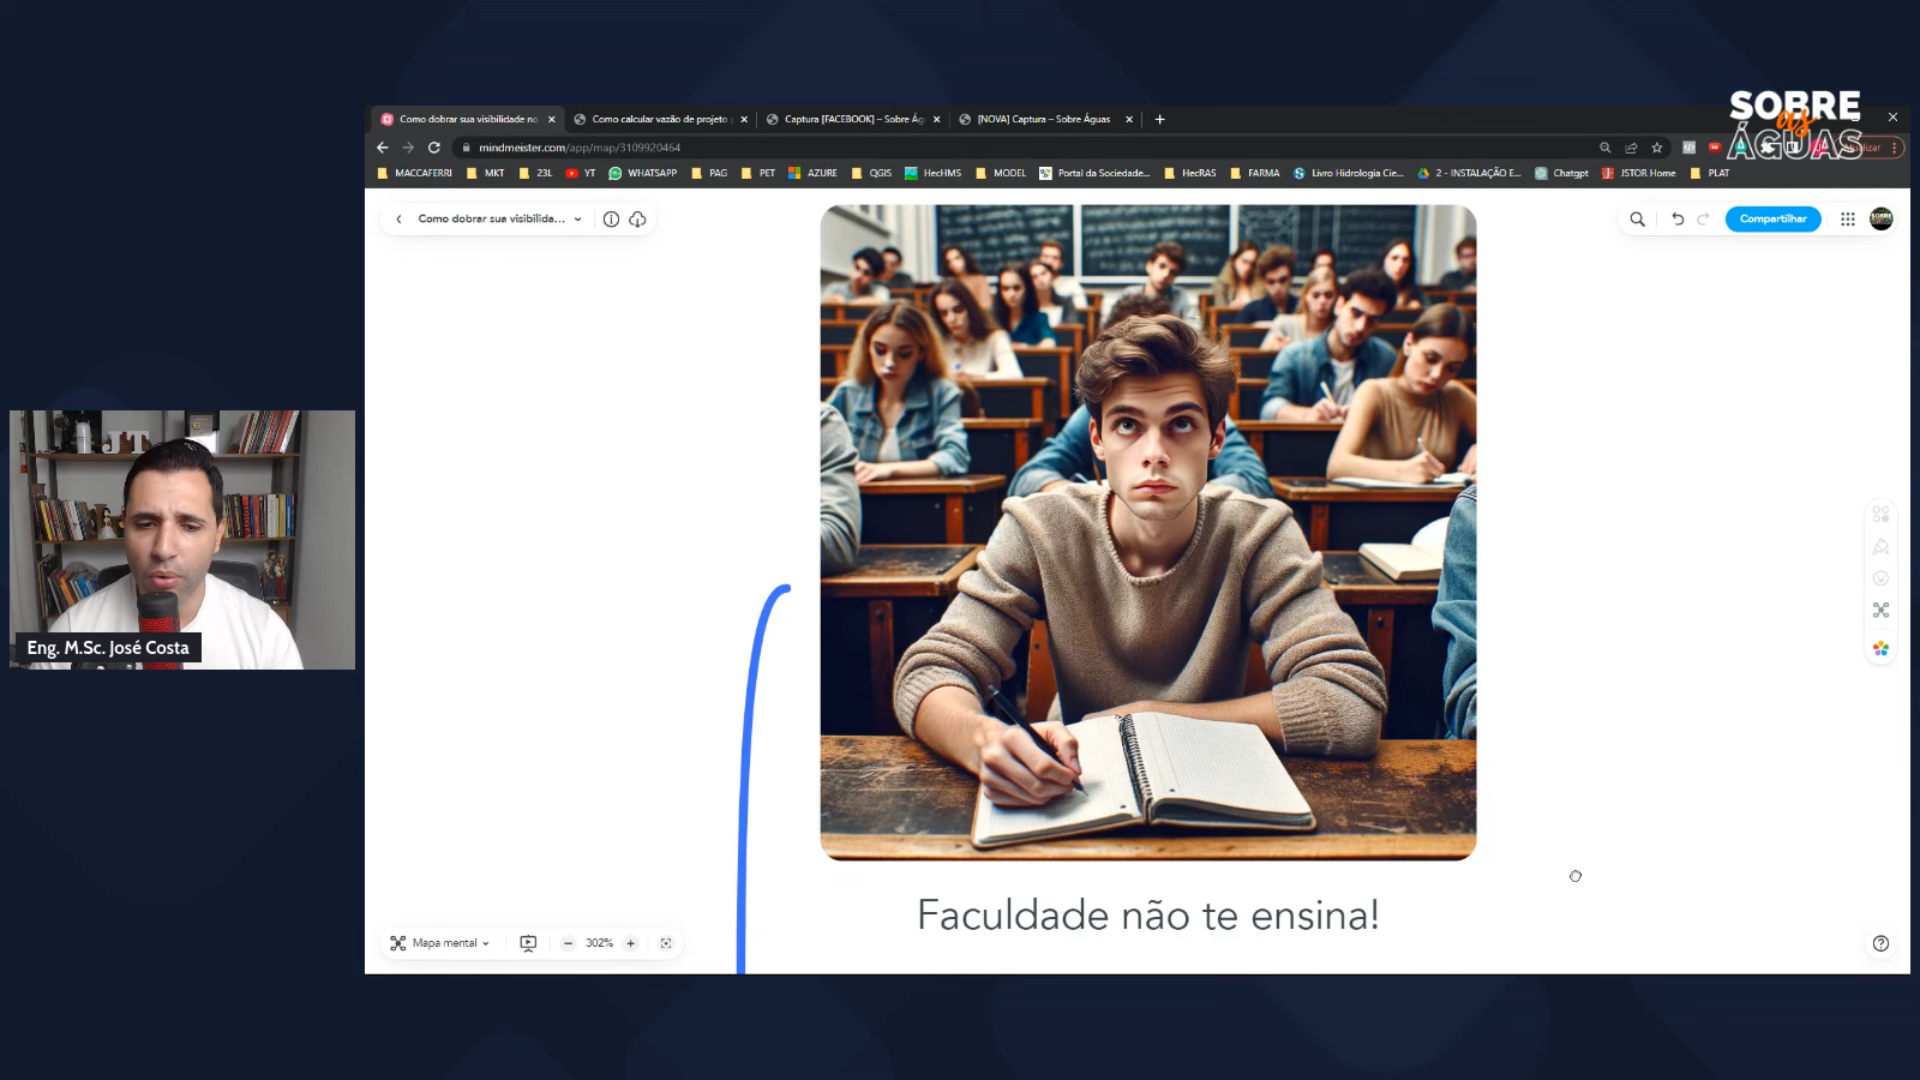 SOBRE
as
ÁGUAS
Como dobrar sua visibilidade no
Como calcular vazão de projeto
Captura [FACEBOOK] – Sobre Ág
[NOVA] Captura – Sobre Águas
mindmeister.com/app/map/3109920464
MACCAFERRI
MKT
23L
YT
WHATSAPP
PAG
PET
AZURE
QGIS
HecHMS
MODEL
Portal da Sociedade...
HecRAS
FARMA
Livro Hidrologia Cie...
2 - INSTALAÇÃO E...
Chatgpt
JSTOR Home
PLAT
Como dobrar sua visibilida...
Compartilhar
JT
Eng. M.Sc. José Costa
Faculdade não te ensina!
Mapa mental
302%